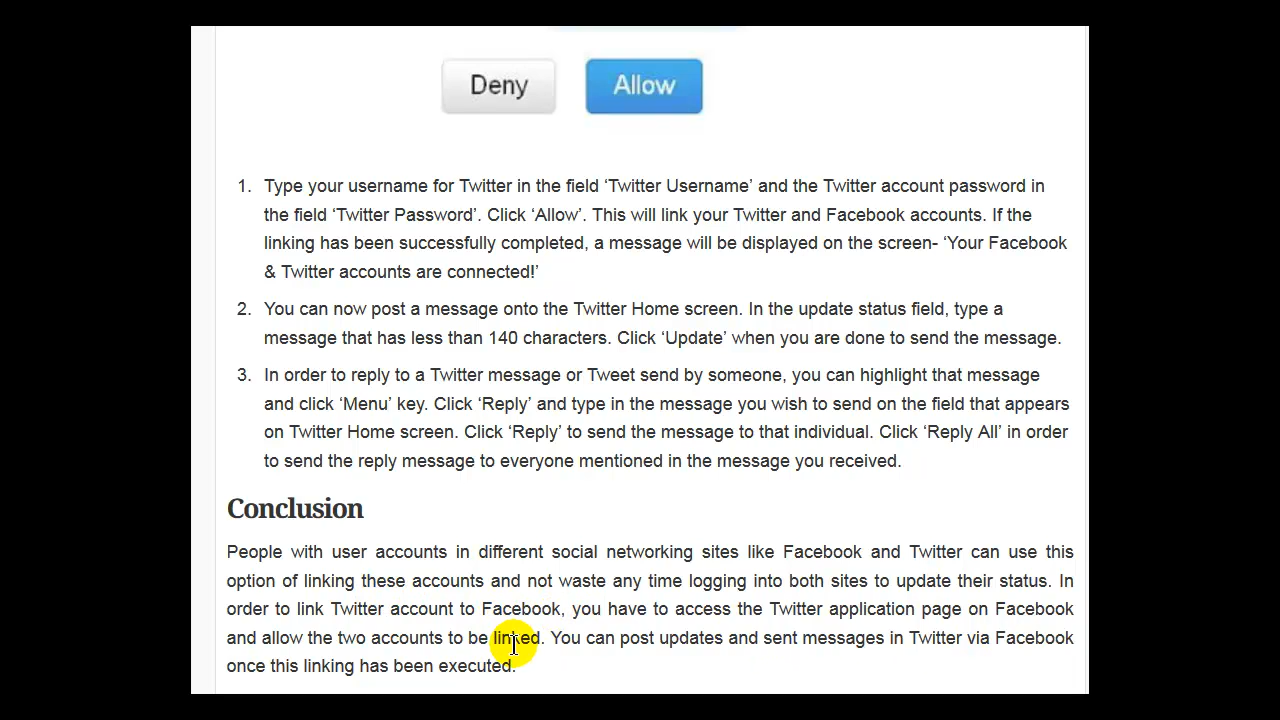 Deny Allow
1. Type your username for Twitter in the field ‘Twitter Username’ and the Twitter account password in
the field ‘Twitter Password’. Click ‘Allow’. This will link your Twitter and Facebook accounts. If the
linking has been successfully completed, a message will be displayed on the screen- ‘Your Facebook
& Twitter accounts are connected!’
2. You can now post a message onto the Twitter Home screen. In the update status field, type a
message that has less than 140 characters. Click ‘Update’ when you are done to send the message.
3. In order to reply to a Twitter message or Tweet send by someone, you can highlight that message
and click ‘Menu’ key. Click ‘Reply’ and type in the message you wish to send on the field that appears
on Twitter Home screen. Click ‘Reply’ to send the message to that individual. Click ‘Reply All’ in order
to send the reply message to everyone mentioned in the message you received.
Conclusion
People with user accounts in different social networking sites like Facebook and Twitter can use this
option of linking these accounts and not waste any time logging into both sites to update their status. In
order to link Twitter account to Facebook, you have to access the Twitter application page on Facebook
and allow the two accounts to be linked. You can post updates and sent messages in Twitter via Facebook
once this linking has been executed.